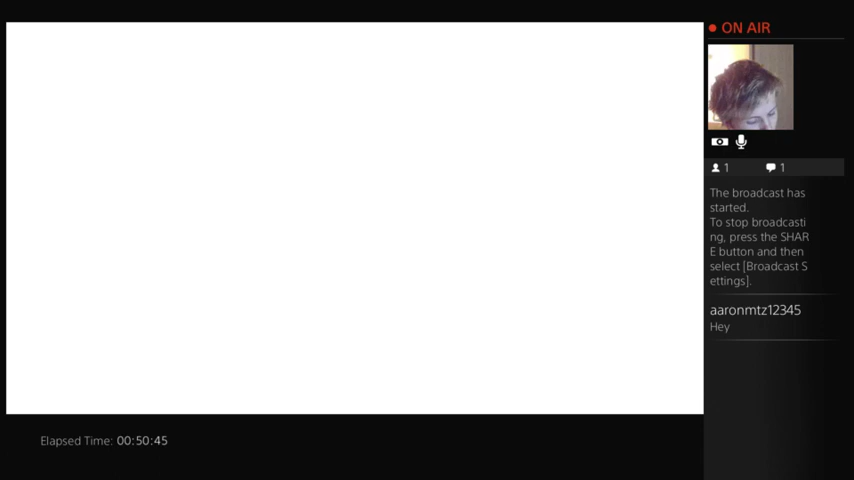 ON AIR
1 1
The broadcast has
started.
To stop broadcasti
ng, press the SHAR
E button and then
select [Broadcast S
ettings].
aaronmtz12345
Hey
Elapsed Time: 00:50:45